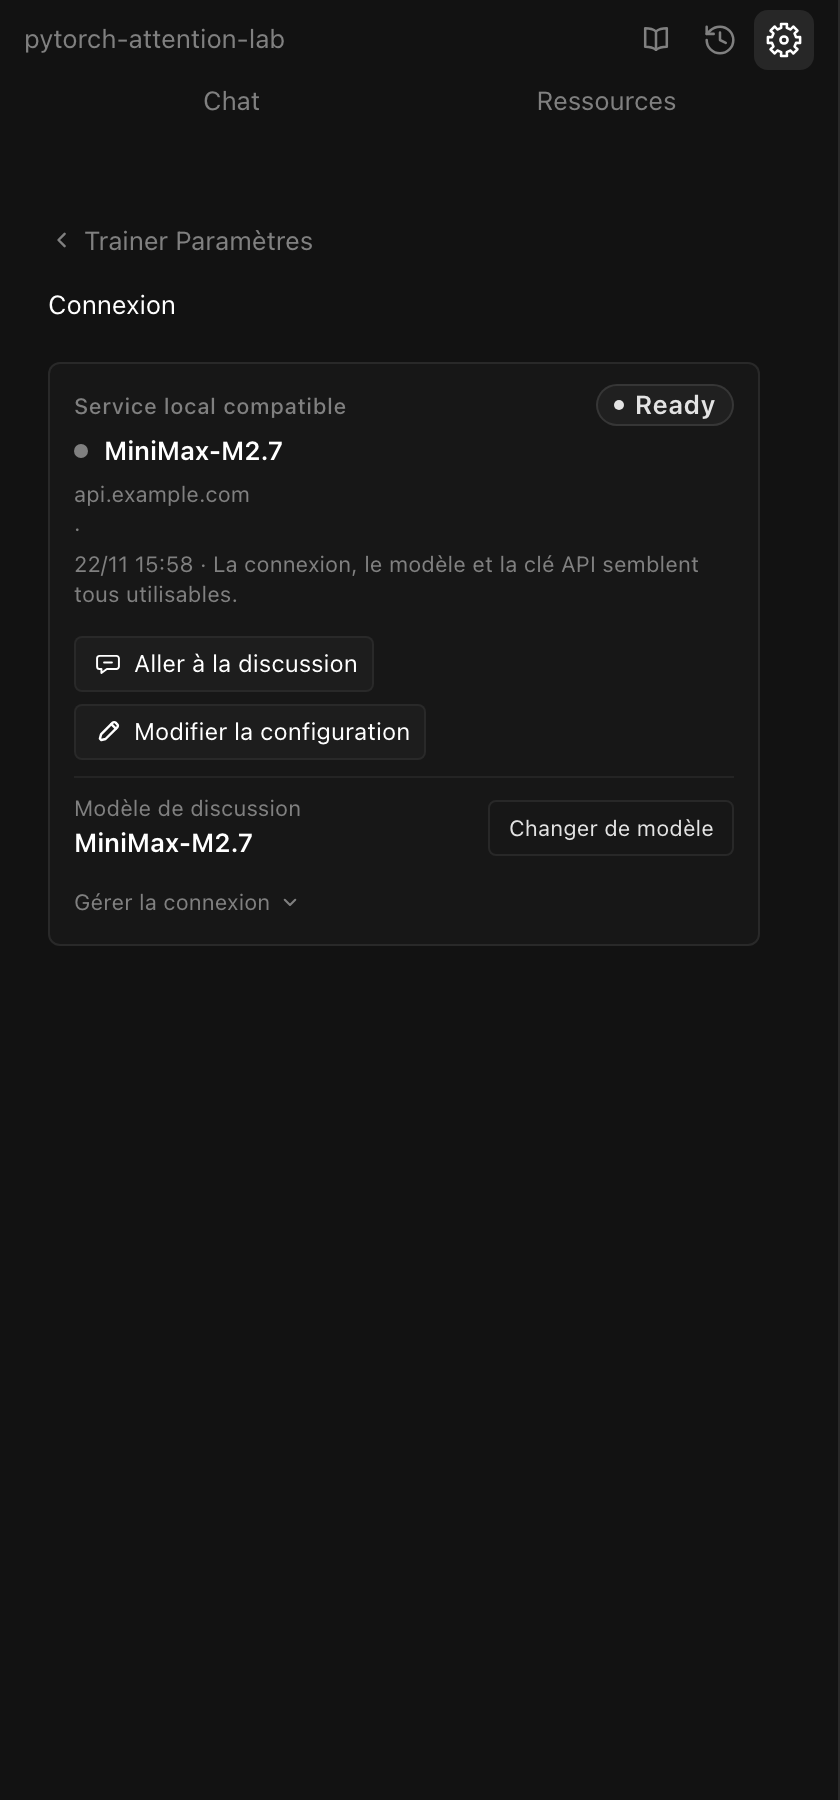 pytorch-attention-lab
Chat
Ressources
Trainer Paramètres
Connexion
Service local compatible
Ready
MiniMax-M2.7
api.example.com
·
22/11 15:58 · La connexion, le modèle et la clé API semblent
tous utilisables.
Aller à la discussion
Modifier la configuration
Modèle de discussion
MiniMax-M2.7
Changer de modèle
Gérer la connexion